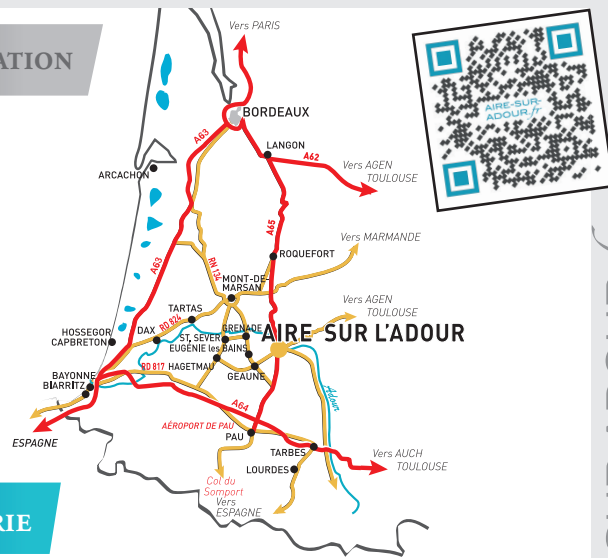 ATION
Vers PARIS
BORDEAUX
A63
LANGON
A62
Vers AGEN
TOULOUSE
ARCACHON
AIRE-SUR-
ADOUR.fr
A65
A63
RN 134
ROQUEFORT
Vers MARMANDE
MONT-DE-
MARSAN
TARTAS
RD 824
Vers AGEN
TOULOUSE
HOSSEGOR
CAPBRETON
DAX
GRENADE
ST. SEVER
EUGÉNIE les BAINS
AIRE SUR L'ADOUR
RD 817
HAGETMAU
GEAUNE
BAYONNE
BIARRITZ
Adour
A64
AÉROPORT DE PAU
ESPAGNE
PAU
TARBES
Vers AUCH
TOULOUSE
LOURDES
Col du
Somport
Vers
ESPAGNE
RIE